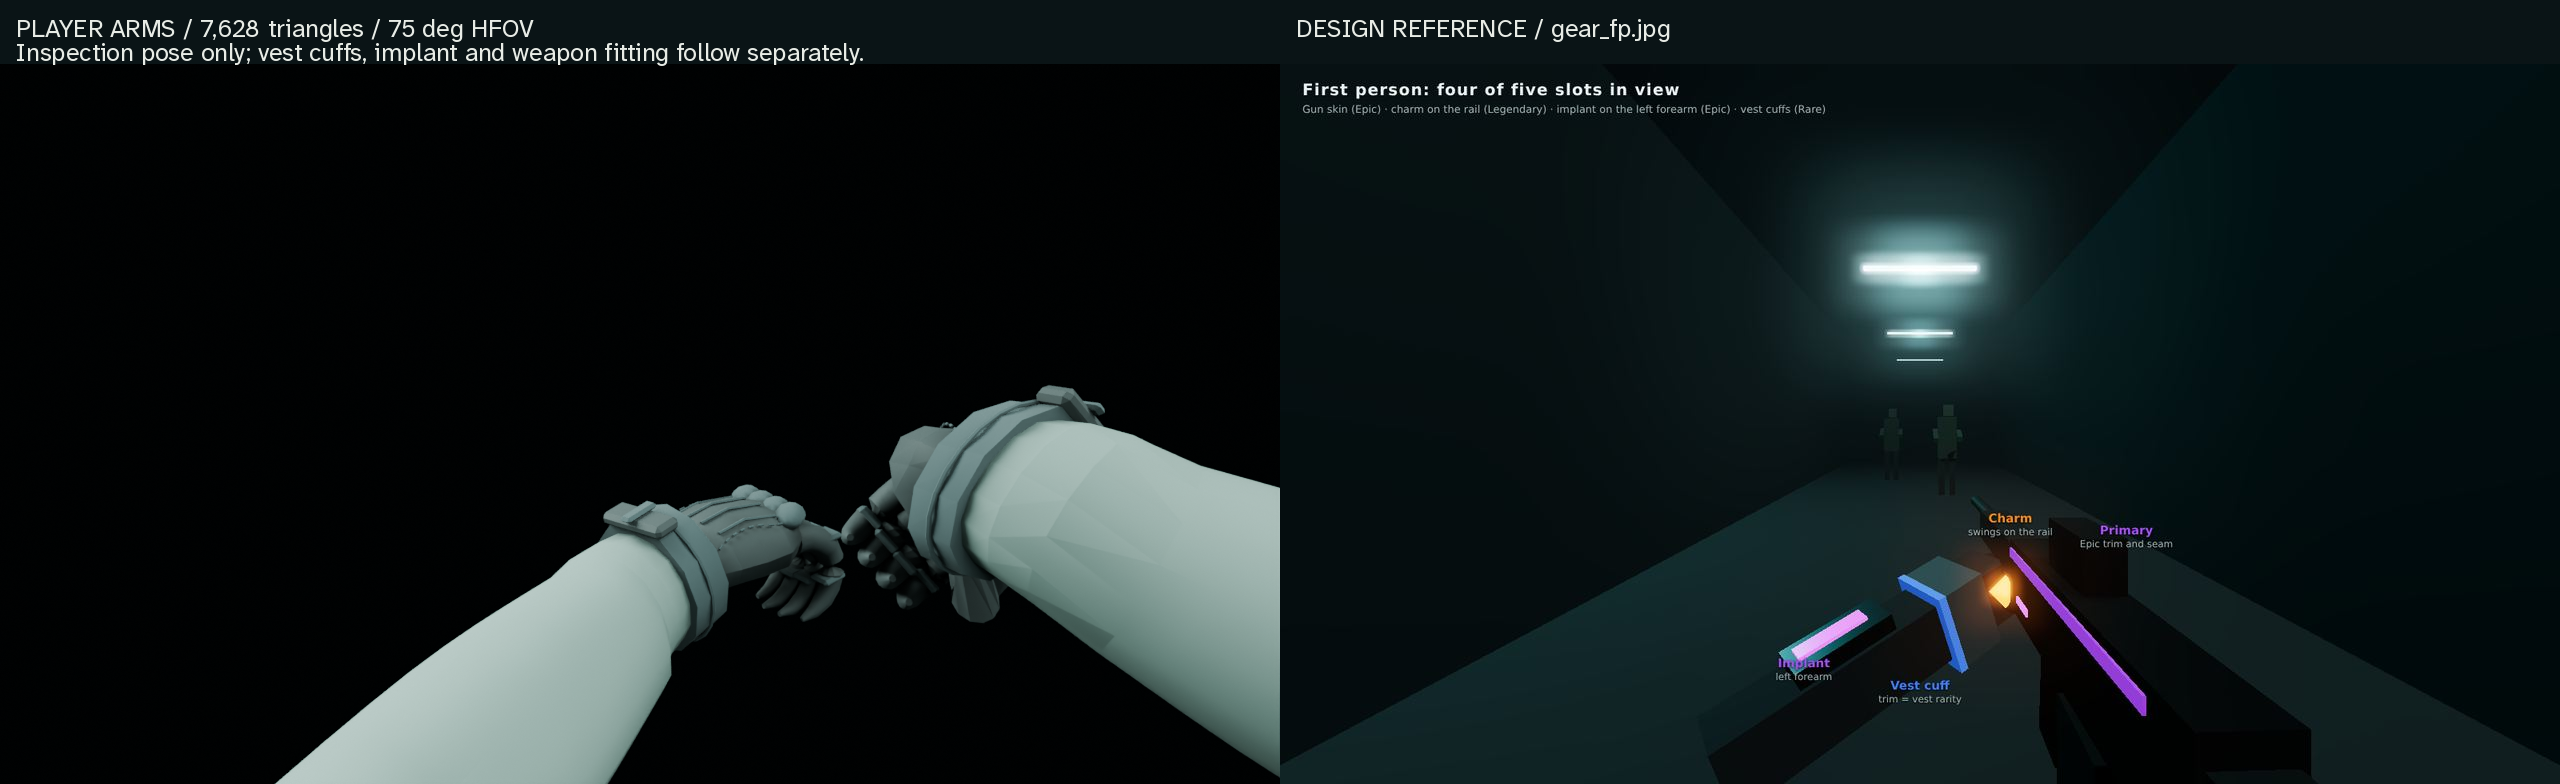 PLAYER ARMS / 7,628 triangles / 75 deg HFOV
Inspection pose only; vest cuffs, implant and weapon fitting follow separately.
DESIGN REFERENCE / gear_fp.jpg
First person: four of five slots in view
Gun skin (Epic) · charm on the rail (Legendary) · implant on the left forearm (Epic) · vest cuffs (Rare)
Charm
swings on the rail
Primary
Epic trim and seam
Implant
left forearm
Vest cuff
trim = vest rarity